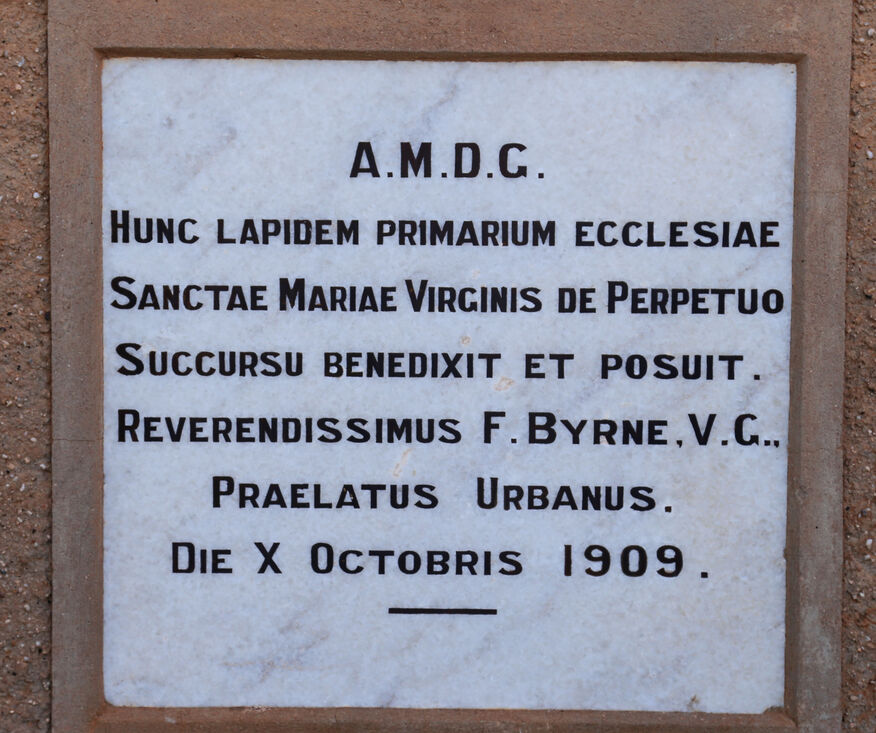 A.M.D.G.
HUNC LAPIDEM PRIMARIUM ECCLESIAE
SANCTAE MARIAE VIRGINIS DE PERPETUO
SUCCURSU BENEDIXIT ET POSUIT.
REVERENDISSIMUS F. BYRNE, V.G.,
PRAELATUS URBANUS.
DIE X OCTOBRIS 1909.